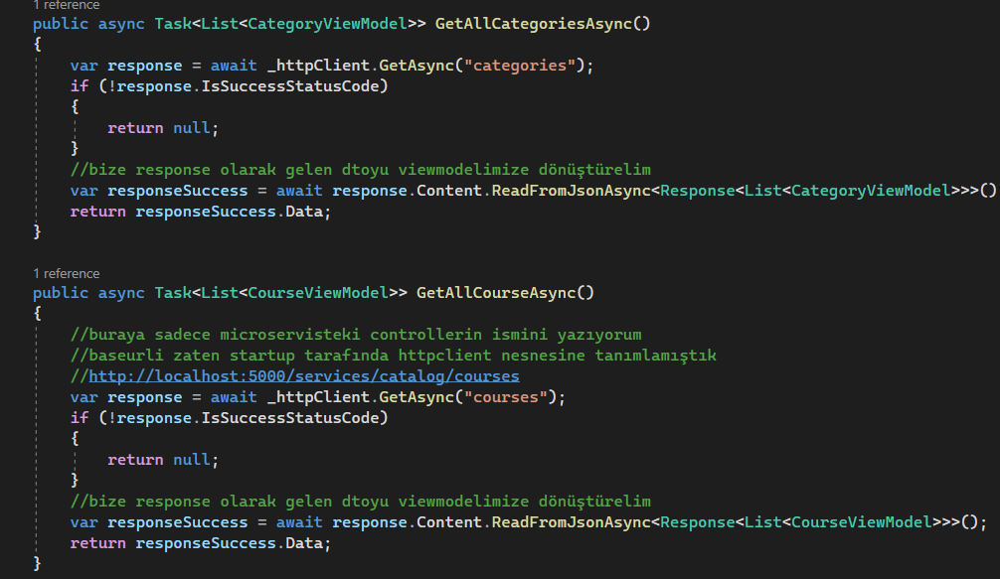 1 reference
public async Task<List<CategoryViewModel>> GetAllCategoriesAsync()
{
var response = await _httpClient.GetAsync("categories");
if (!response.IsSuccessStatusCode)
{
return null;
}
//bize response olarak gelen dtoyu viewmodelimize dönüştürelim
var responseSuccess = await response.Content.ReadFromJsonAsync<Response<List<CategoryViewModel>>>()
return responseSuccess.Data;
}
1 reference
public async Task<List<CourseViewModel>> GetAllCourseAsync()
{
//buraya sadece microservisteki controllerin ismini yazıyorum
//baseurli zaten startup tarafında httpclient nesnesine tanımlamıştık
//http://localhost:5000/services/catalog/courses
var response = await _httpClient.GetAsync("courses");
if (!response.IsSuccessStatusCode)
{
return null;
}
//bize response olarak gelen dtoyu viewmodelimize dönüştürelim
var responseSuccess = await response.Content.ReadFromJsonAsync<Response<List<CourseViewModel>>>();
return responseSuccess.Data;
}